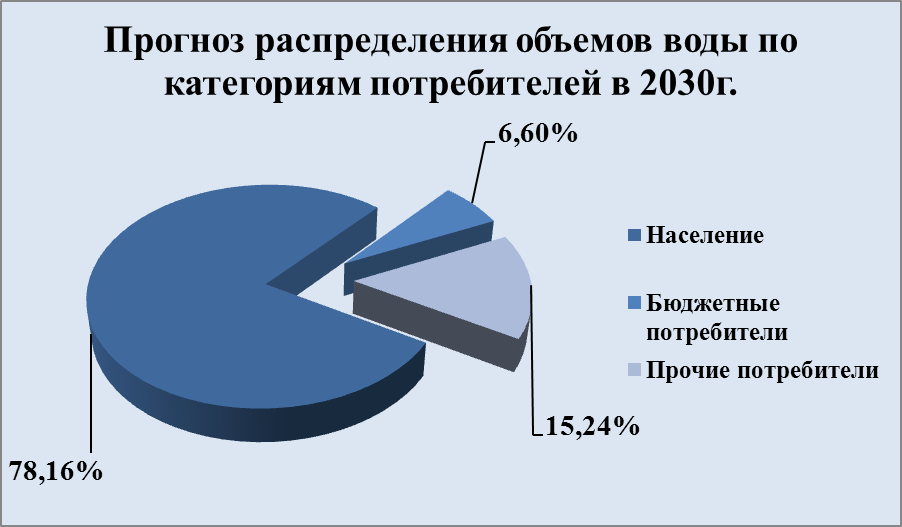 Прогноз распределения объемов воды по
категориям потребителей в 2030г.
6,60%
Население
Бюджетные
потребители
Прочие потребители
15,24%
78,16%